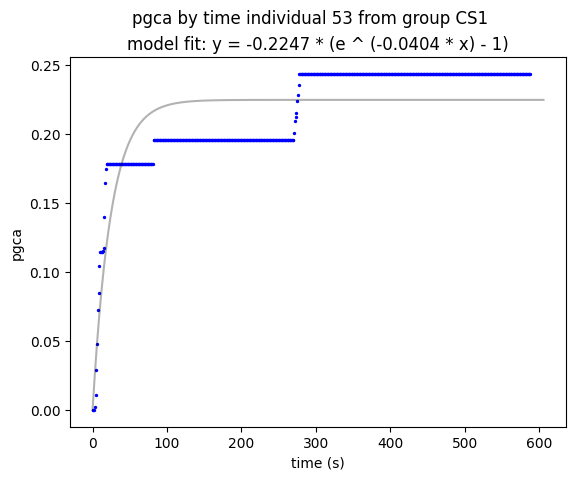 pgca by time individual 53 from group CS1
model fit: y = -0.2247 * (e ^ (-0.0404 * x) - 1)
0.25
0.20
0.15
0.10
0.05
0.00
pgca
0 100 200 300 400 500 600
time (s)